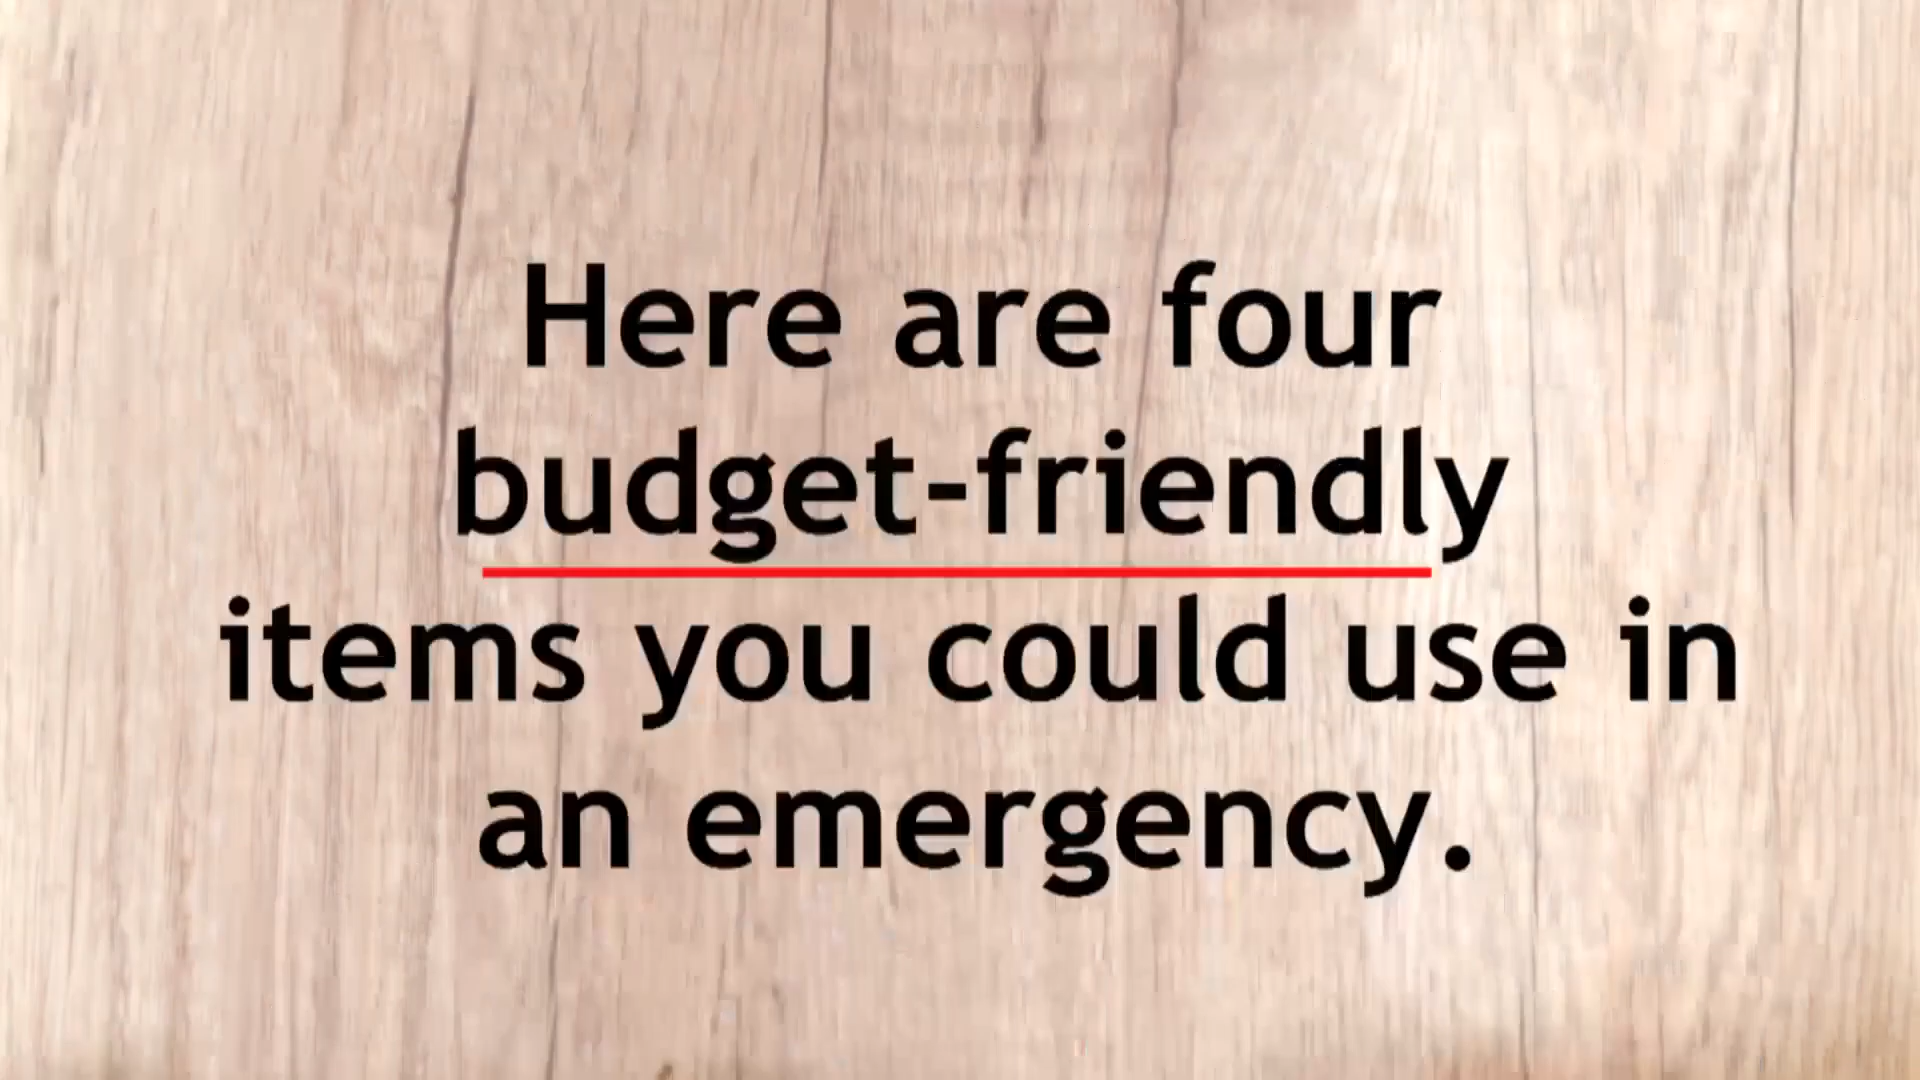 Here are four
budget-friendly
items you could use in
an emergency.